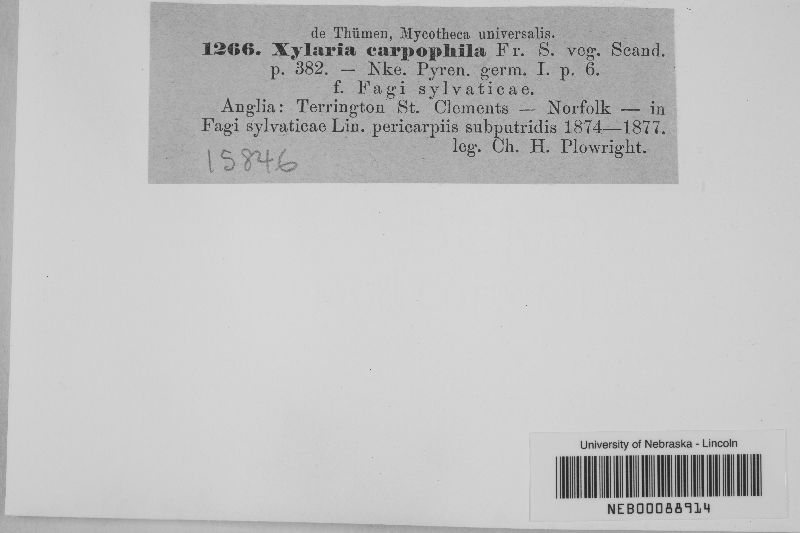 de Thümen, Mycotheca universalis.
1266. Xylaria carpophila Fr. S. veg. Scand.
p. 382. — Nke. Pyren. germ. I. p. 6.
f. Fagi sylvaticae.
Anglia: Terrington St. Clements — Norfolk — in
Fagi sylvaticae Lin. pericarpiis subputridis 1874—1877.
leg. Ch. H. Plowright.
15846
University of Nebraska - Lincoln
NEB00088914